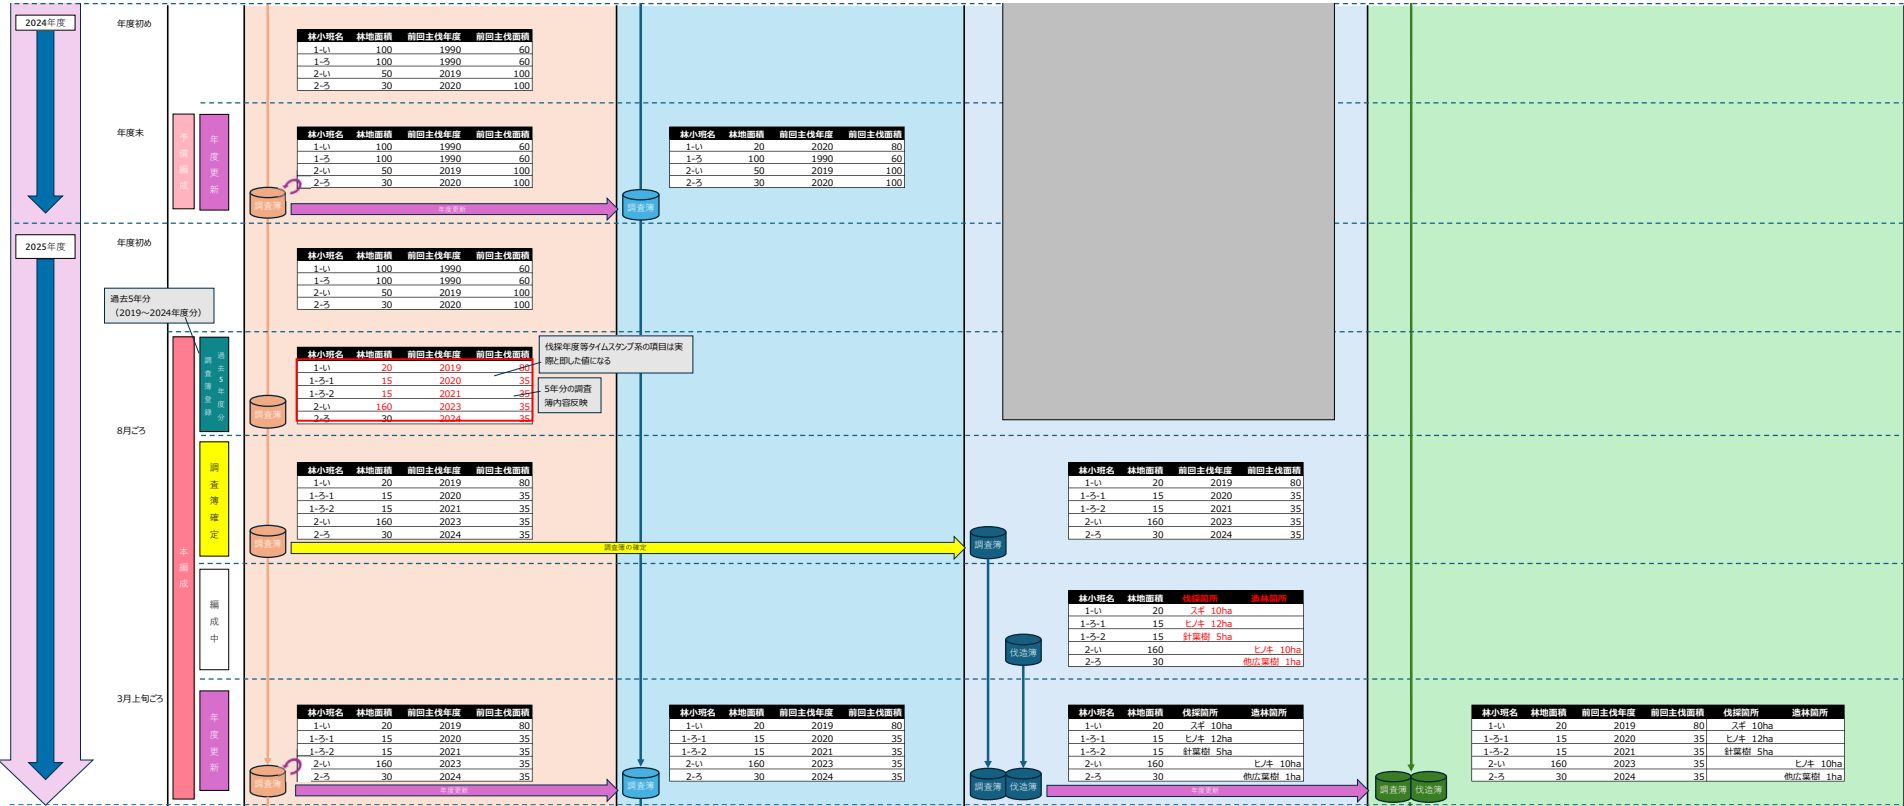 2024年度
年度初め
林小班名 林地面積 前回主伐年度 前回主伐面積
1-い 100 1990 60
1-ろ 100 1990 60
2-い 50 2019 100
2-ろ 30 2020 100
年度末
予備編成
年度更新
林小班名 林地面積 前回主伐年度 前回主伐面積
1-い 100 1990 60
1-ろ 100 1990 60
2-い 50 2019 100
2-ろ 30 2020 100
調査簿
年度更新
林小班名 林地面積 前回主伐年度 前回主伐面積
1-い 20 2020 80
1-ろ 100 1990 60
2-い 50 2019 100
2-ろ 30 2020 100
調査簿
2025年度
年度初め
林小班名 林地面積 前回主伐年度 前回主伐面積
1-い 100 1990 60
1-ろ 100 1990 60
2-い 50 2019 100
2-ろ 30 2020 100
過去5年分
（2019～2024年度分）
本編成
過去5年度分
調査簿登録
林小班名 林地面積 前回主伐年度 前回主伐面積
1-い 20 2019 80
1-ろ-1 15 2020 35
1-ろ-2 15 2021 35
2-い 160 2023 35
2-ろ 30 2024 35
伐採年度等タイムスタンプ系の項目は実
際と即した値になる
5年分の調査
簿内容反映
調査簿
8月ごろ
調査簿確定
林小班名 林地面積 前回主伐年度 前回主伐面積
1-い 20 2019 80
1-ろ-1 15 2020 35
1-ろ-2 15 2021 35
2-い 160 2023 35
2-ろ 30 2024 35
調査簿
調査簿の確定
調査簿
林小班名 林地面積 前回主伐年度 前回主伐面積
1-い 20 2019 80
1-ろ-1 15 2020 35
1-ろ-2 15 2021 35
2-い 160 2023 35
2-ろ 30 2024 35
編成中
伐造簿
林小班名 林地面積 伐採箇所 造林箇所
1-い 20 スギ 10ha
1-ろ-1 15 ヒノキ 12ha
1-ろ-2 15 針葉樹 5ha
2-い 160 ヒノキ 10ha
2-ろ 30 他広葉樹 1ha
3月上旬ごろ
年度更新
林小班名 林地面積 前回主伐年度 前回主伐面積
1-い 20 2019 80
1-ろ-1 15 2020 35
1-ろ-2 15 2021 35
2-い 160 2023 35
2-ろ 30 2024 35
調査簿
年度更新
林小班名 林地面積 前回主伐年度 前回主伐面積
1-い 20 2019 80
1-ろ-1 15 2020 35
1-ろ-2 15 2021 35
2-い 160 2023 35
2-ろ 30 2024 35
調査簿
林小班名 林地面積 伐採箇所 造林箇所
1-い 20 スギ 10ha
1-ろ-1 15 ヒノキ 12ha
1-ろ-2 15 針葉樹 5ha
2-い 160 ヒノキ 10ha
2-ろ 30 他広葉樹 1ha
調査簿 伐造簿
年度更新
林小班名 林地面積 前回主伐年度 前回主伐面積 伐採箇所 造林箇所
1-い 20 2019 80 スギ 10ha
1-ろ-1 15 2020 35 ヒノキ 12ha
1-ろ-2 15 2021 35 針葉樹 5ha
2-い 160 2023 35 ヒノキ 10ha
2-ろ 30 2024 35 他広葉樹 1ha
調査簿 伐造簿